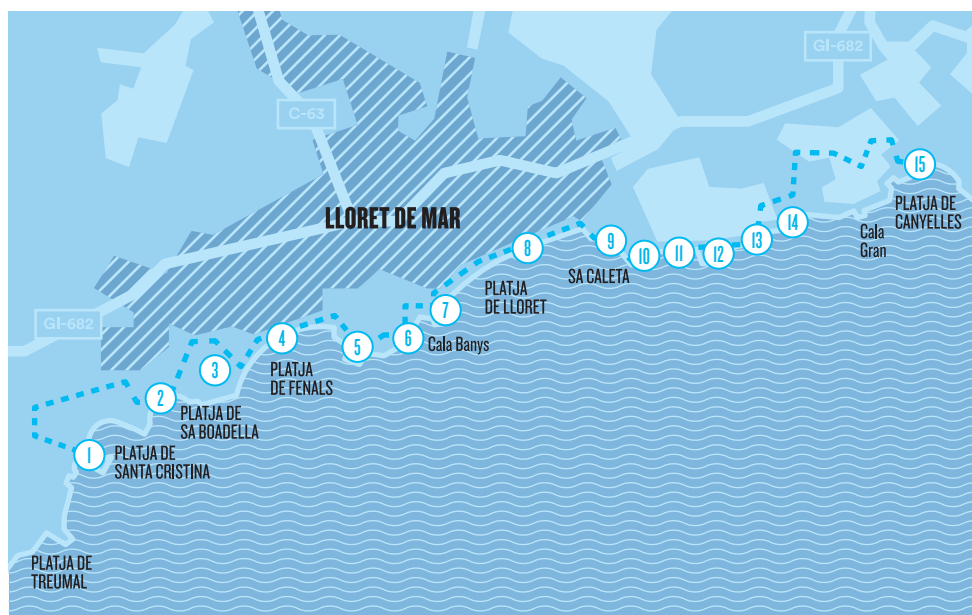 GI-682
C-63
LLORET DE MAR
15
PLATJA DE
CANYELLES
14
Cala
Gran
13
12
11
10
9
SA CALETA
8
PLATJA
DE LLORET
7
6
Cala Banys
5
4
PLATJA
DE FENALS
GI-682
3
2
PLATJA DE
SA BOADELLA
1
PLATJA DE
SANTA CRISTINA
PLATJA DE
TREUMAL